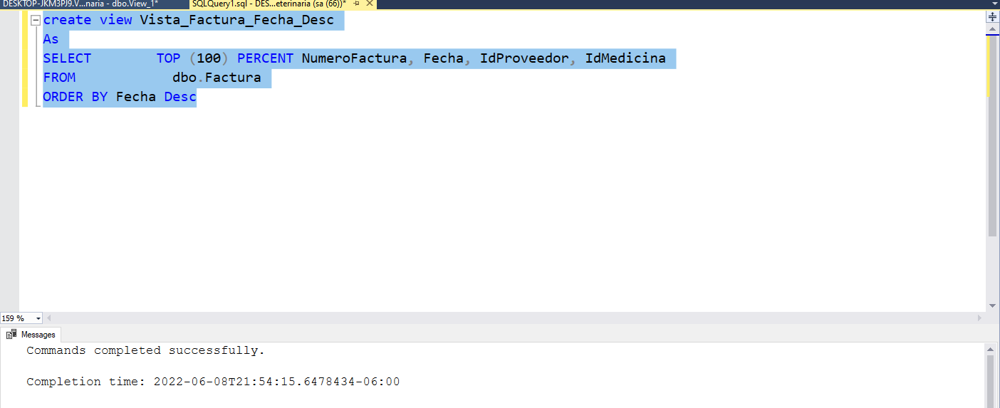 DESKTOP-JKM3PJ9.V...naria - dbo.View_1*
SQLQuery1.sql - DES...eterinaria (sa (66))*
create view Vista_Factura_Fecha_Desc
As
SELECT TOP (100) PERCENT NumeroFactura, Fecha, IdProveedor, IdMedicina
FROM dbo.Factura
ORDER BY Fecha Desc
159 %
Messages
Commands completed successfully.
Completion time: 2022-06-08T21:54:15.6478434-06:00